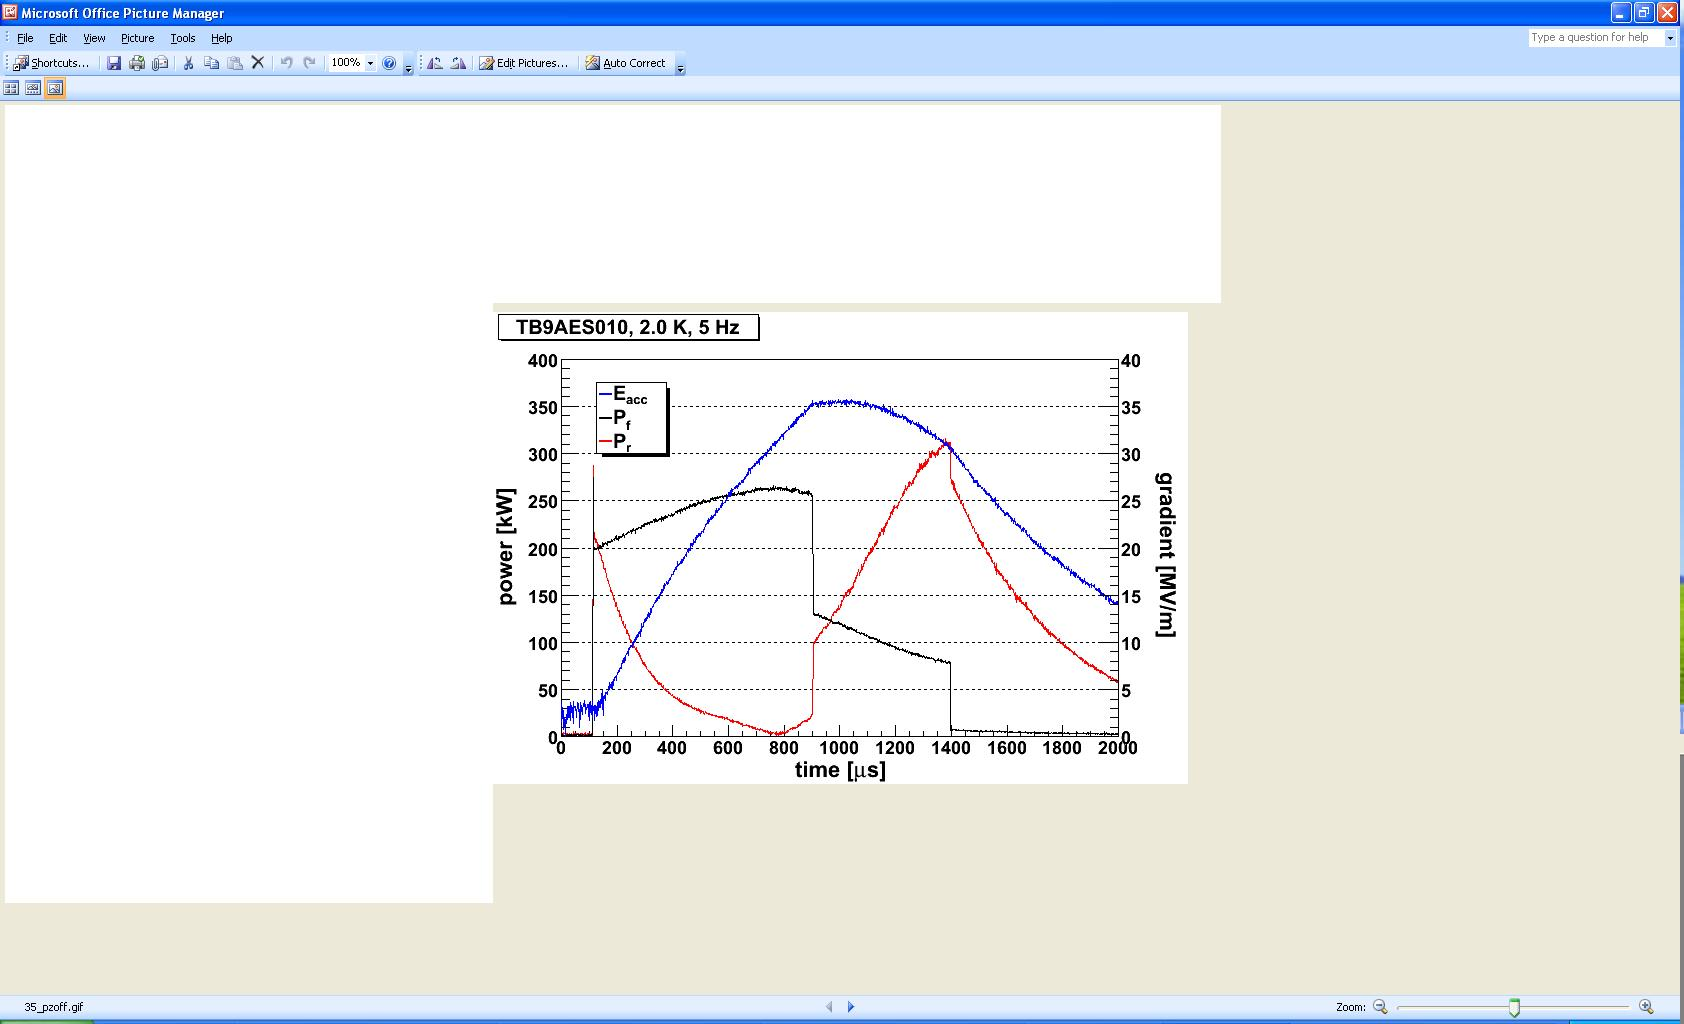 Microsoft Office Picture Manager
File Edit View Picture Tools Help
Type a question for help
Shortcuts... 100% Edit Pictures... Auto Correct
TB9AES010, 2.0 K, 5 Hz
400 40
E acc
350 35
P f
P r
300 30
250 25
200 20
150 15
100 10
50 5
0 0
power [kW]
gradient [MV/m]
0 200 400 600 800 1000 1200 1400 1600 1800 2000
time [μs]
35_pzoff.gif
Zoom: